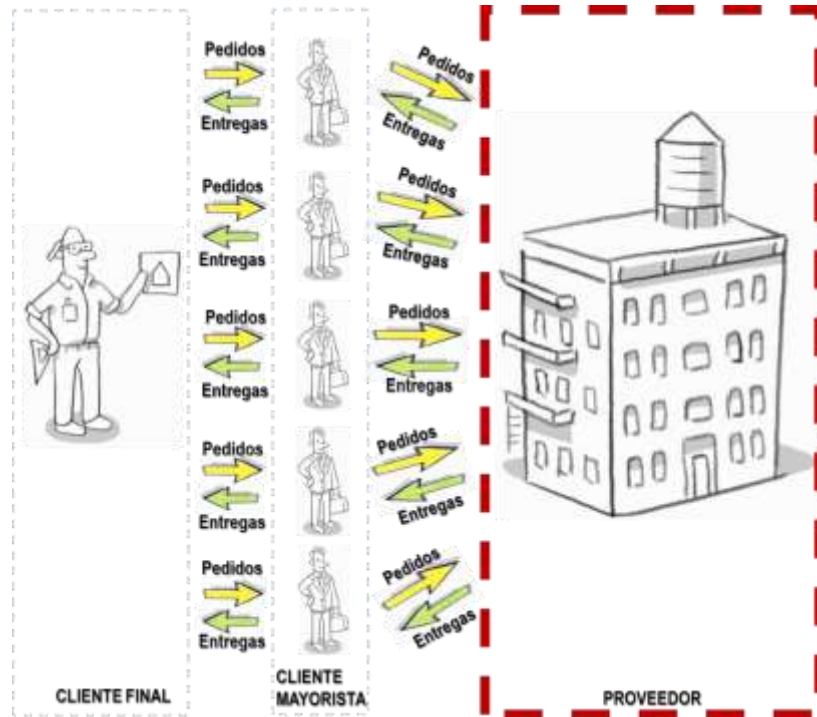 Pedidos
Entregas
Pedidos
Entregas
Pedidos
Entregas
Pedidos
Entregas
Pedidos
Entregas
Pedidos
Entregas
Pedidos
Entregas
Pedidos
Entregas
Pedidos
Entregas
Pedidos
Entregas
CLIENTE FINAL
CLIENTE
MAYORISTA
PROVEEDOR